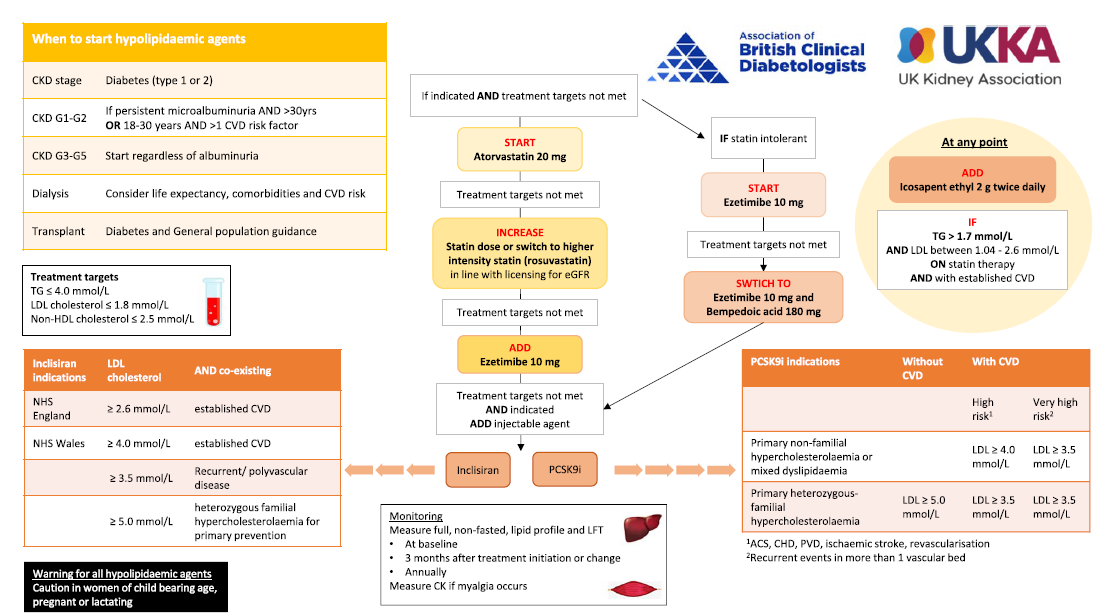 When to start hypolipidaemic agents
CKD stage Diabetes (type 1 or 2)
CKD G1-G2 If persistent microalbuminuria AND >30yrs
OR 18-30 years AND >1 CVD risk factor
CKD G3-G5 Start regardless of albuminuria
Dialysis Consider life expectancy, comorbidities and CVD risk
Transplant Diabetes and General population guidance
Treatment targets
TG ≤ 4.0 mmol/L
LDL cholesterol ≤ 1.8 mmol/L
Non-HDL cholesterol ≤ 2.5 mmol/L
Inclisiran indications LDL cholesterol AND co-existing
NHS England ≥ 2.6 mmol/L established CVD
NHS Wales ≥ 4.0 mmol/L established CVD
≥ 3.5 mmol/L Recurrent/ polyvascular disease
≥ 5.0 mmol/L heterozygous familial hypercholesterolaemia for primary prevention
Warning for all hypolipidaemic agents
Caution in women of child bearing age,
pregnant or lactating
If indicated AND treatment targets not met
START
Atorvastatin 20 mg
Treatment targets not met
INCREASE
Statin dose or switch to higher
intensity statin (rosuvastatin)
in line with licensing for eGFR
Treatment targets not met
ADD
Ezetimibe 10 mg
Treatment targets not met
AND indicated
ADD injectable agent
Inclisiran
PCSK9i
Monitoring
Measure full, non-fasted, lipid profile and LFT
• At baseline
• 3 months after treatment initiation or change
• Annually
Measure CK if myalgia occurs
IF statin intolerant
START
Ezetimibe 10 mg
Treatment targets not met
SWTICH TO
Ezetimibe 10 mg and
Bempedoic acid 180 mg
Association of
British Clinical
Diabetologists
UKKA
UK Kidney Association
At any point
ADD
Icosapent ethyl 2 g twice daily
IF
TG > 1.7 mmol/L
AND LDL between 1.04 - 2.6 mmol/L
ON statin therapy
AND with established CVD
PCSK9i indications Without CVD With CVD
High risk1 Very high risk2
Primary non-familial hypercholesterolaemia or mixed dyslipidaemia LDL ≥ 4.0 mmol/L LDL ≥ 3.5 mmol/L
Primary heterozygous-familial hypercholesterolaemia LDL ≥ 5.0 mmol/L LDL ≥ 3.5 mmol/L LDL ≥ 3.5 mmol/L
1ACS, CHD, PVD, ischaemic stroke, revascularisation
2Recurrent events in more than 1 vascular bed